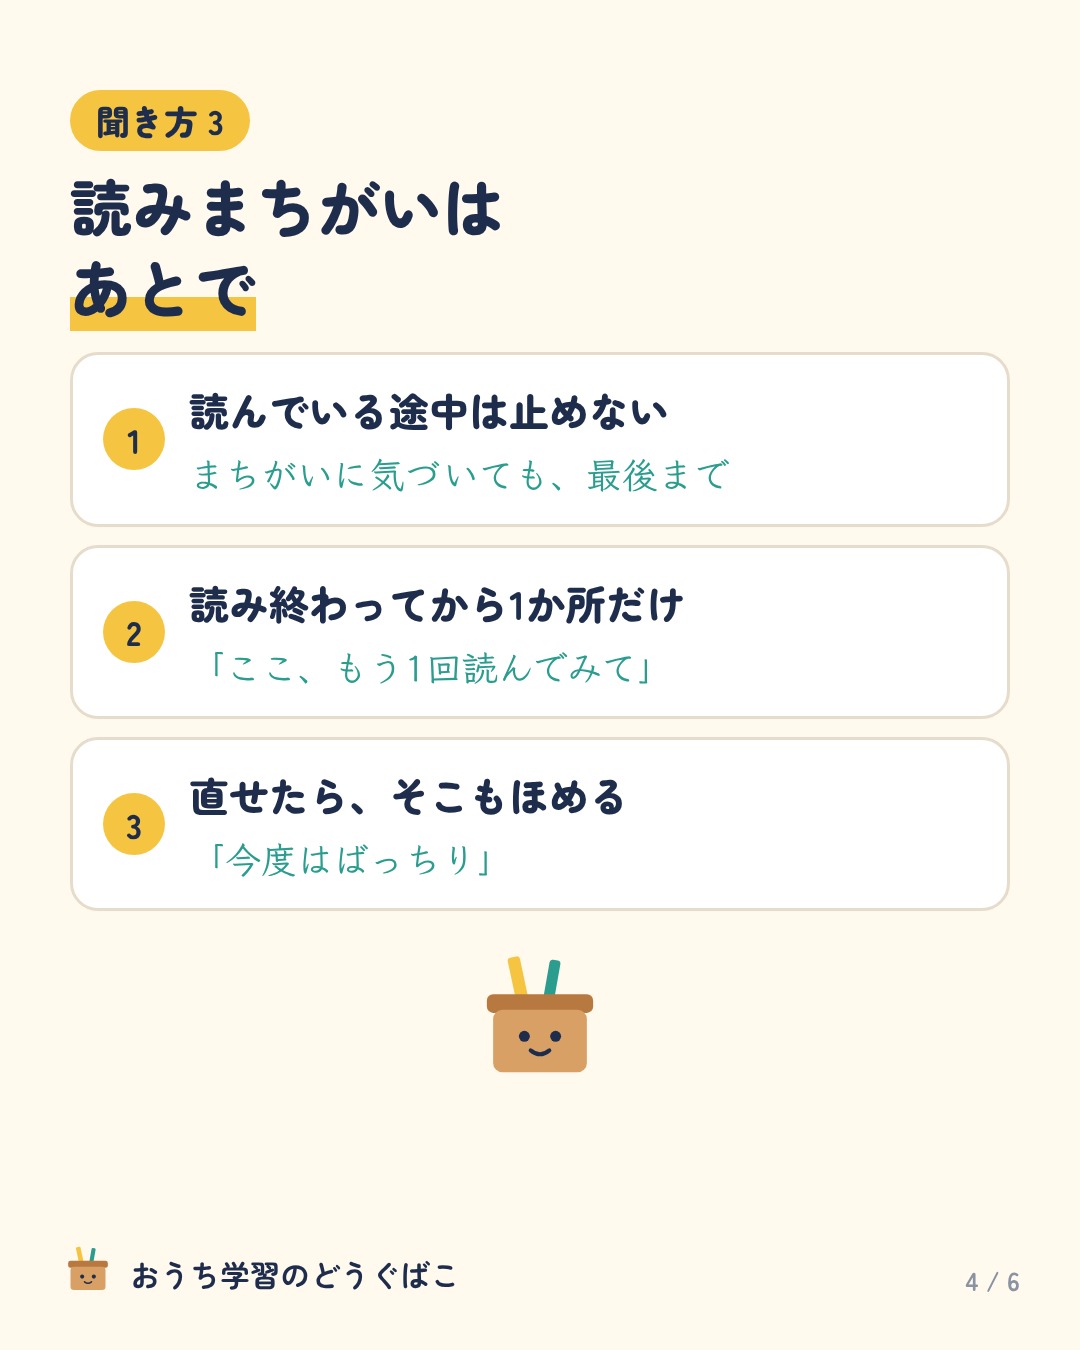 聞き方 3
読みまちがいは
あとで
1
読んでいる途中は止めない
まちがいに気づいても、最後まで
2
読み終わってから1か所だけ
「ここ、もう1回読んでみて」
3
直せたら、そこもほめる
「今度はばっちり」
おうち学習のどうぐばこ
4 / 6